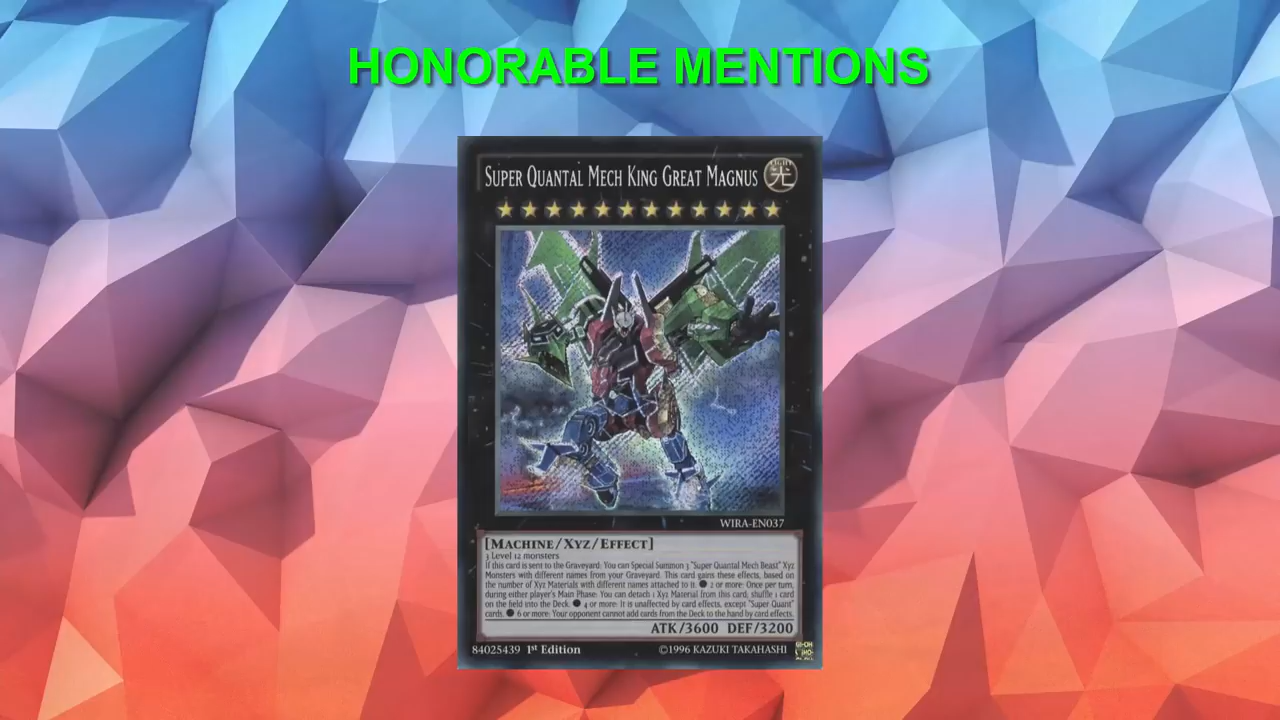 HONORABLE MENTIONS
SUPER QUANTAL MECH KING GREAT MAGNUS
LIGHT
光
WIRA-EN037
[MACHINE/XYZ/EFFECT]
3 Level 12 monsters
If this card is sent to the Graveyard: You can Special Summon 3 "Super Quantal Mech Beast" Xyz
Monsters with different names from your Graveyard. This card gains these effects, based on
the number of Xyz Materials with different names attached to it. ● 2 or more: Once per turn,
during either player's Main Phase: You can detach 1 Xyz Material from this card; shuffle 1 card
on the field into the Deck. ● 4 or more: It is unaffected by card effects, except "Super Quant"
cards. ● 6 or more: Your opponent cannot add cards from the Deck to the hand by card effects.
ATK/3600 DEF/3200
84025439 1st Edition ©1996 KAZUKI TAKAHASHI